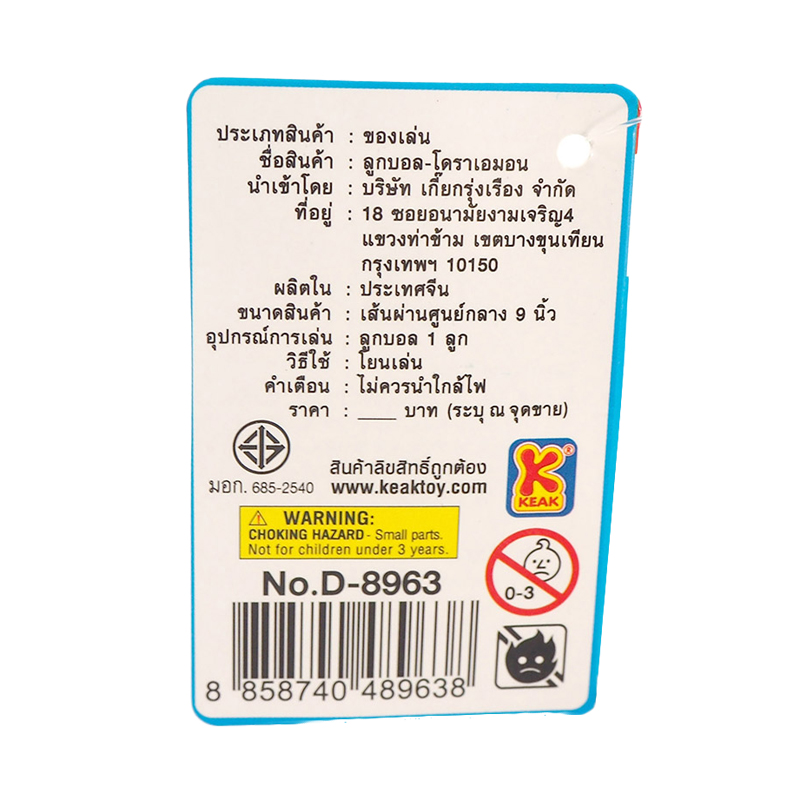 ประเภทสินค้า : ของเล่น
ชื่อสินค้า : ลูกบอล-โดราเอมอน
นำเข้าโดย : บริษัท เกี๊ยกรุ่งเรือง จำกัด
ที่อยู่ : 18 ซอยอนามัยงามเจริญ4
แขวงท่าข้าม เขตบางขุนเทียน
กรุงเทพฯ 10150
ผลิตใน : ประเทศจีน
ขนาดสินค้า : เส้นผ่านศูนย์กลาง 9 นิ้ว
อุปกรณ์การเล่น : ลูกบอล 1 ลูก
วิธีใช้ : โยนเล่น
คำเตือน : ไม่ควรนำใกล้ไฟ
ราคา : ____ บาท (ระบุ ณ จุดขาย)
มอก. 685-2540
สินค้าลิขสิทธิ์ถูกต้อง
www.keaktoy.com
K ®
KEAK
⚠ WARNING:
CHOKING HAZARD - Small parts.
Not for children under 3 years.
No.D-8963
0-3
8 858740 489638